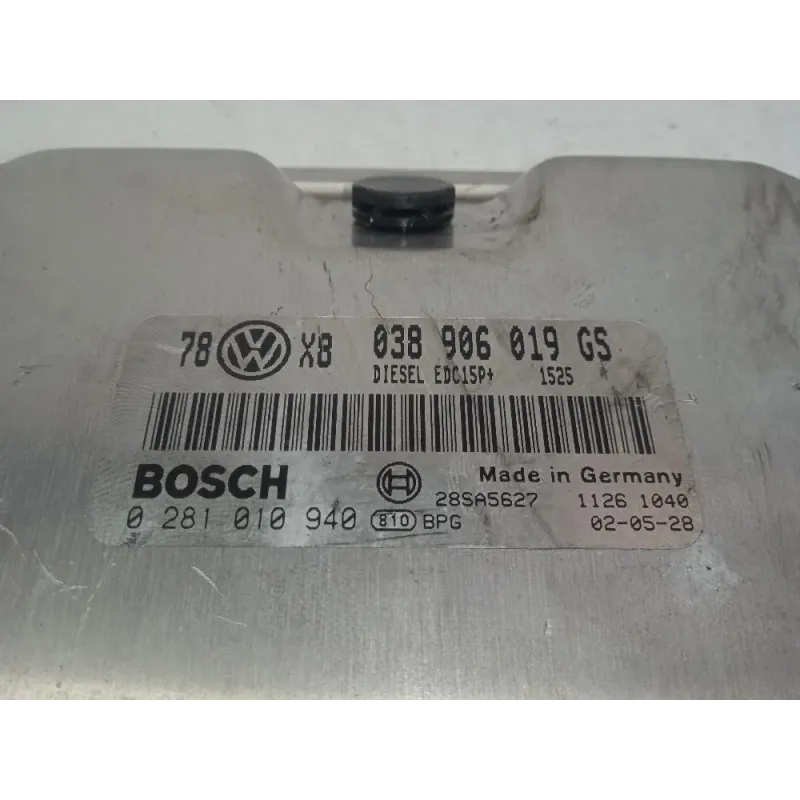 78 VW X8 038 906 019 GS
DIESEL EDC15P+ 1525
BOSCH Made in Germany
28SA5627 1126 1040
0 281 010 940 810 BPG 02-05-28